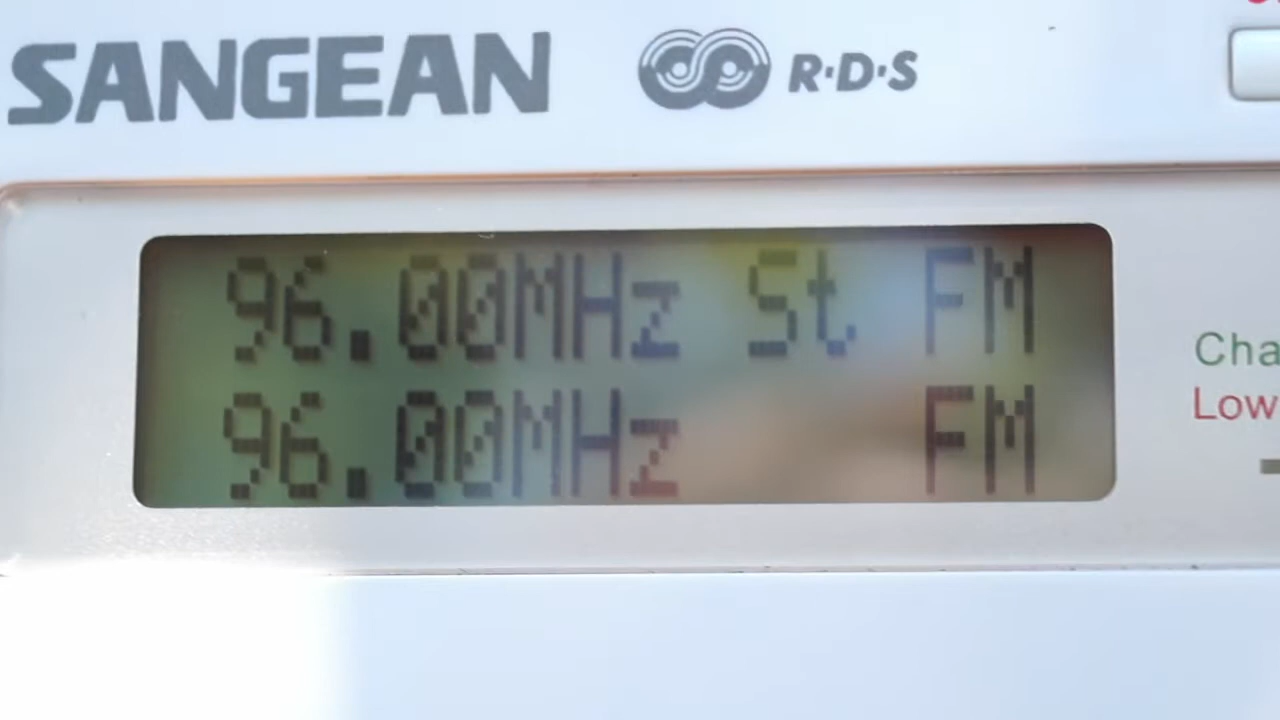 SANGEAN R·D·S
96.00MHz St FM
96.00MHz FM
Cha
Low